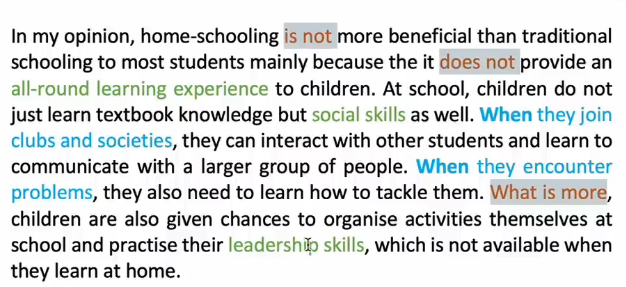 In my opinion, home-schooling is not more beneficial than traditional
schooling to most students mainly because the it does not provide an
all-round learning experience to children. At school, children do not
just learn textbook knowledge but social skills as well. When they join
clubs and societies, they can interact with other students and learn to
communicate with a larger group of people. When they encounter
problems, they also need to learn how to tackle them. What is more,
children are also given chances to organise activities themselves at
school and practise their leadership skills, which is not available when
they learn at home.